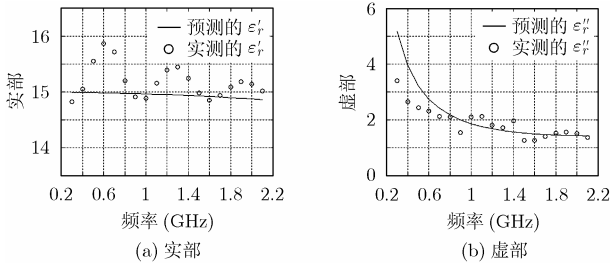 预测的 ε′r
实测的 ε′r
16
15
14
实部
0.2 0.6 1 1.4 1.8 2.2
频率 (GHz)
(a) 实部
预测的 ε″r
实测的 ε″r
6
4
2
0
虚部
0.2 0.6 1 1.4 1.8 2.2
频率 (GHz)
(b) 虚部